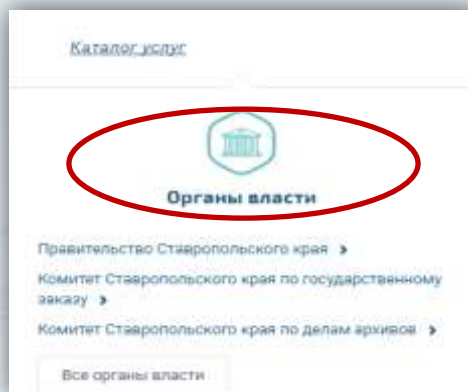 Каталог услуг
Органы власти
Правительство Ставропольского края
Комитет Ставропольского края по государственному
заказу
Комитет Ставропольского края по делам архивов
Все органы власти